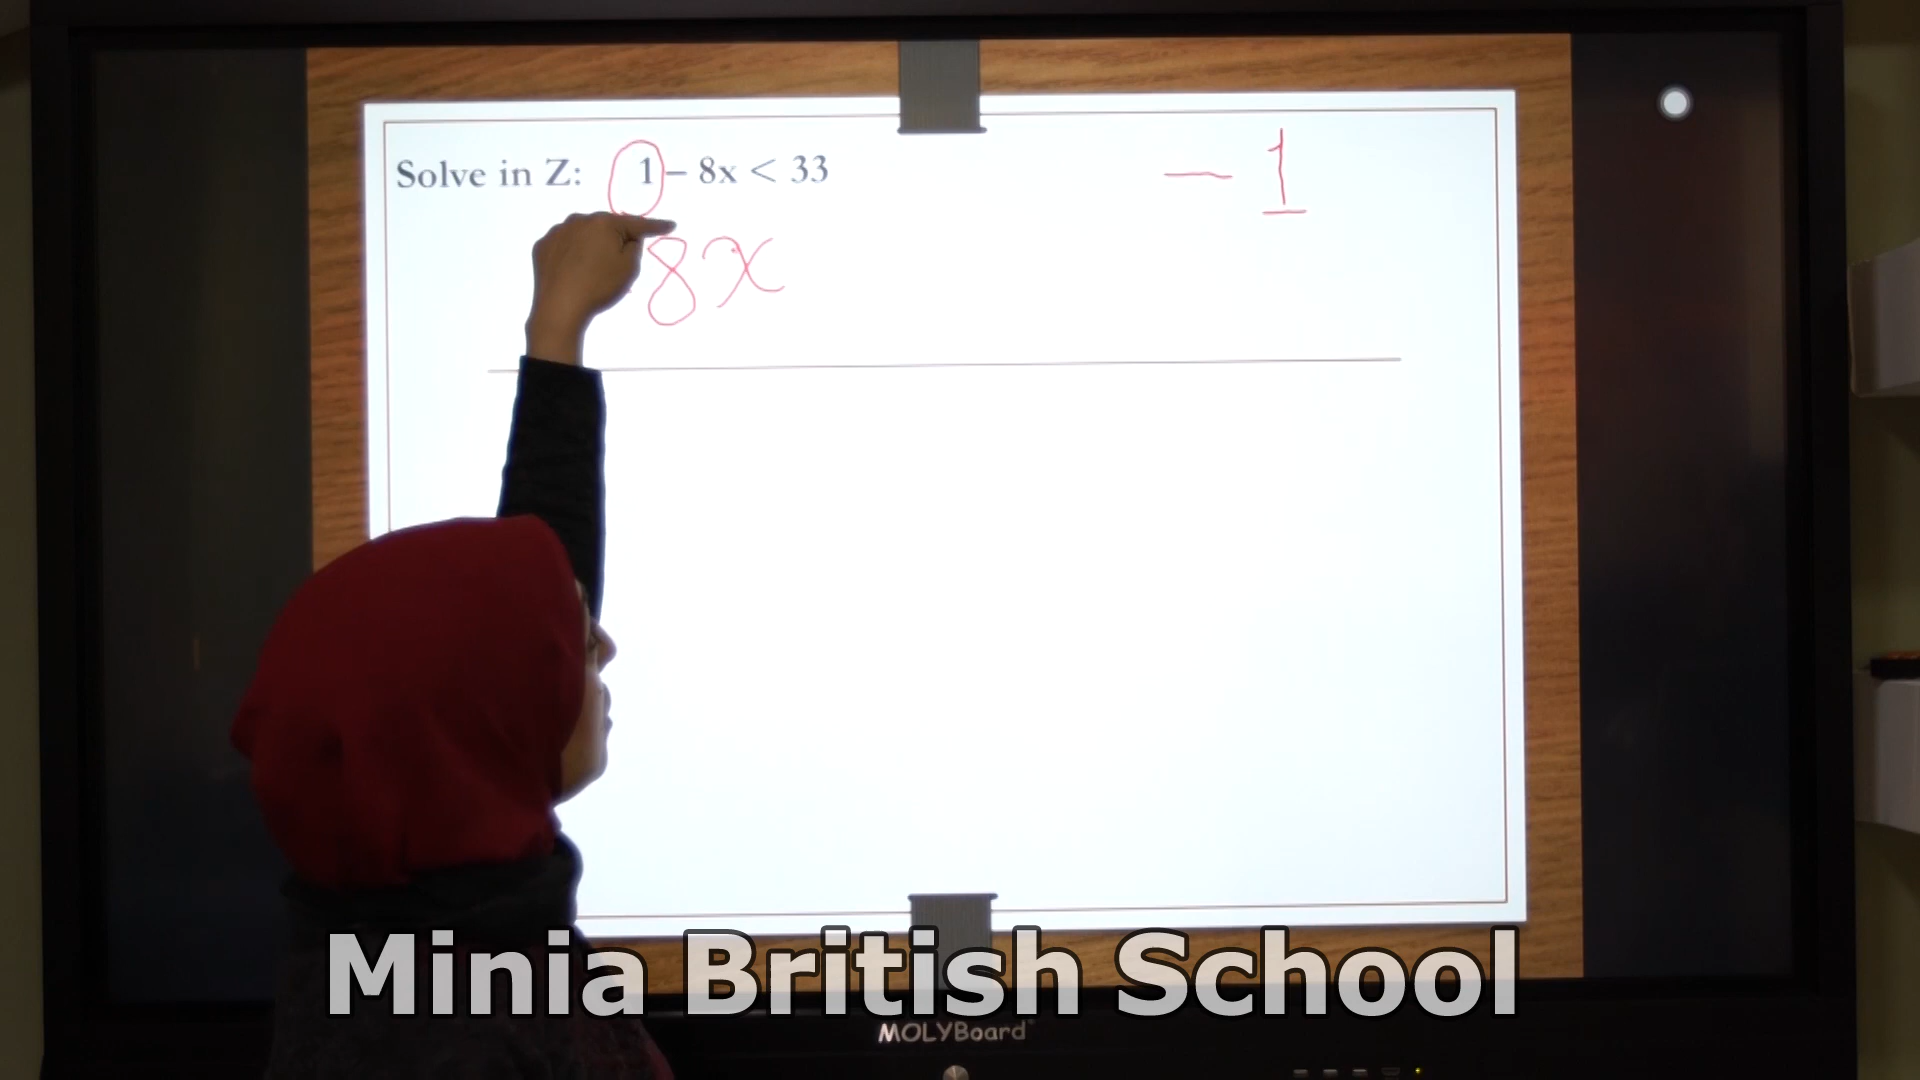 Solve in Z: 1 – 8x < 33
– 1
8x
Minia British School
MOLYBoard